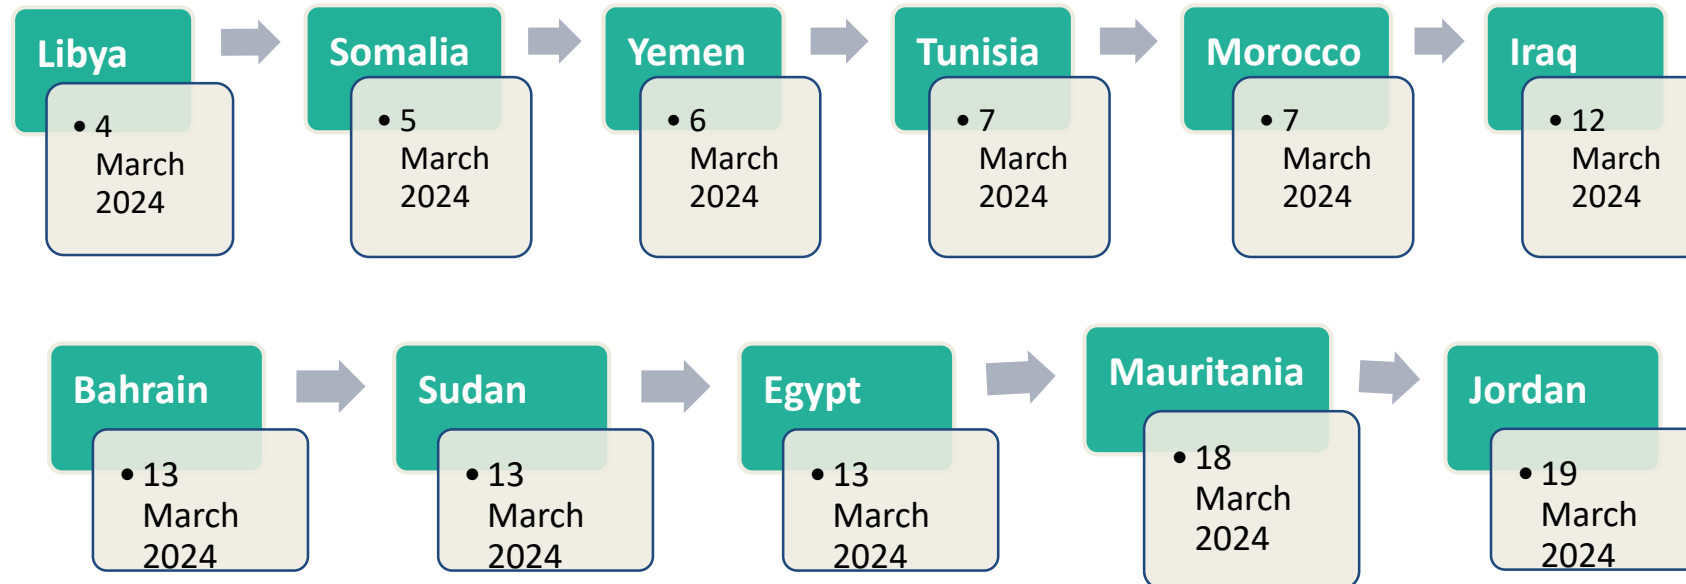 Libya
• 4
March
2024
Somalia
• 5
March
2024
Yemen
• 6
March
2024
Tunisia
• 7
March
2024
Morocco
• 7
March
2024
Iraq
• 12
March
2024
Bahrain
• 13
March
2024
Sudan
• 13
March
2024
Egypt
• 13
March
2024
Mauritania
• 18
March
2024
Jordan
• 19
March
2024